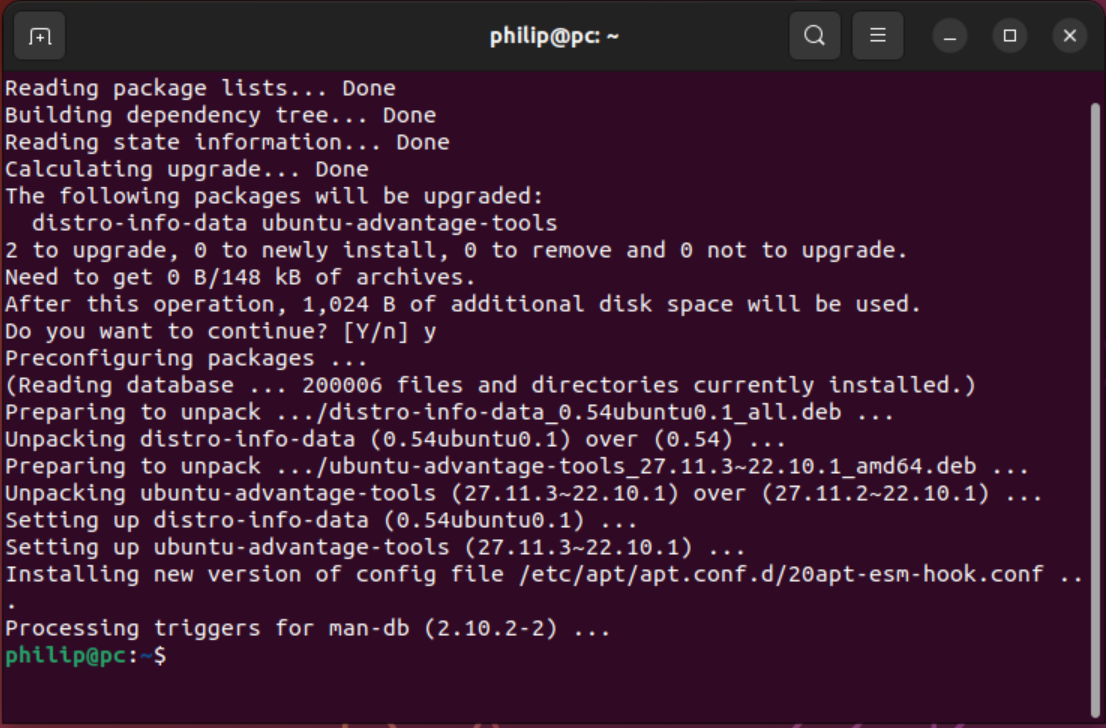 philip@pc: ~
Reading package lists... Done
Building dependency tree... Done
Reading state information... Done
Calculating upgrade... Done
The following packages will be upgraded:
  distro-info-data ubuntu-advantage-tools
2 to upgrade, 0 to newly install, 0 to remove and 0 not to upgrade.
Need to get 0 B/148 kB of archives.
After this operation, 1,024 B of additional disk space will be used.
Do you want to continue? [Y/n] y
Preconfiguring packages ...
(Reading database ... 200006 files and directories currently installed.)
Preparing to unpack .../distro-info-data_0.54ubuntu0.1_all.deb ...
Unpacking distro-info-data (0.54ubuntu0.1) over (0.54) ...
Preparing to unpack .../ubuntu-advantage-tools_27.11.3~22.10.1_amd64.deb ...
Unpacking ubuntu-advantage-tools (27.11.3~22.10.1) over (27.11.2~22.10.1) ...
Setting up distro-info-data (0.54ubuntu0.1) ...
Setting up ubuntu-advantage-tools (27.11.3~22.10.1) ...
Installing new version of config file /etc/apt/apt.conf.d/20apt-esm-hook.conf ..
.
Processing triggers for man-db (2.10.2-2) ...
philip@pc:~$